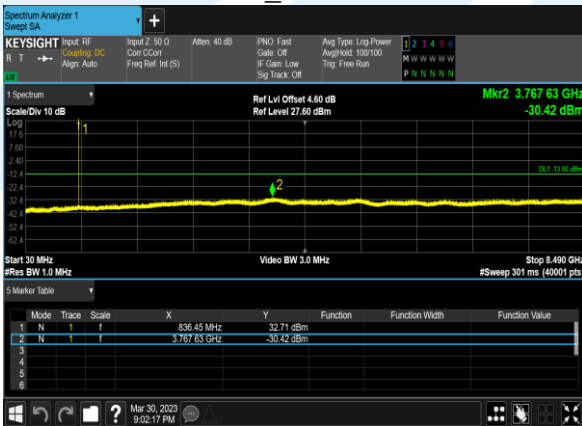 Spectrum Analyzer 1
Swept SA
+
KEYSIGHT Input: RF Input Z: 50 Ω Atten: 40 dB PNO: Fast Avg Type: Log-Power 1 2 3 4 5 6
R T Coupling: DC Corr CCorr Gate: Off Avg|Hold: 100/100 M W W W W W
Align: Auto Freq Ref: Int (S) IF Gain: Low Trig: Free Run
LW Sig Track: Off P N N N N N
1 Spectrum Ref Lvl Offset 4.60 dB Mkr2 3.767 63 GHz
Scale/Div 10 dB Ref Level 27.60 dBm -30.42 dBm
Log
1
17.6
7.60
-2.40
DL1 -13.00 dBm
-12.4
-22.4
2
-32.4
-42.4
-52.4
-62.4
Start 30 MHz Video BW 3.0 MHz Stop 8.490 GHz
#Res BW 1.0 MHz #Sweep 301 ms (40001 pts)
5 Marker Table
Mode Trace Scale X Y Function Function Width Function Value
1 N 1 f 836.45 MHz 32.71 dBm
2 N 1 f 3.767 63 GHz -30.42 dBm
3
4
5
6
? Mar 30, 2023
9:02:17 PM